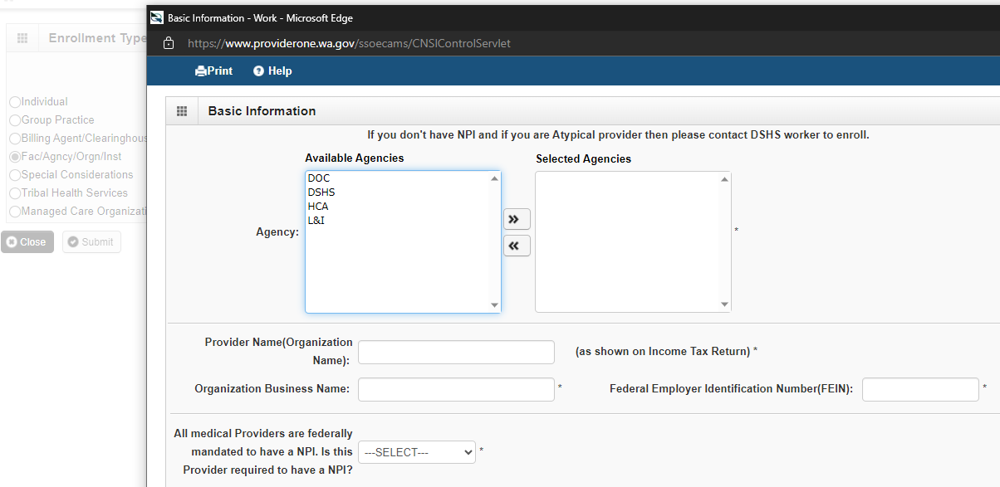 Basic Information - Work - Microsoft Edge
https://www.providerone.wa.gov/ssoecams/CNSIControlServlet
Print
Help
Enrollment Type
Individual
Group Practice
Billing Agent/Clearinghous
Fac/Agncy/Orgn/Inst
Special Considerations
Tribal Health Services
Managed Care Organizati
Close
Submit
Basic Information
If you don't have NPI and if you are Atypical provider then please contact DSHS worker to enroll.
Available Agencies
Selected Agencies
DOC
DSHS
HCA
L&I
Agency:
*
Provider Name(Organization
Name):
(as shown on Income Tax Return) *
Organization Business Name:
*
Federal Employer Identification Number(FEIN):
*
All medical Providers are federally
mandated to have a NPI. Is this
Provider required to have a NPI?
---SELECT---
*